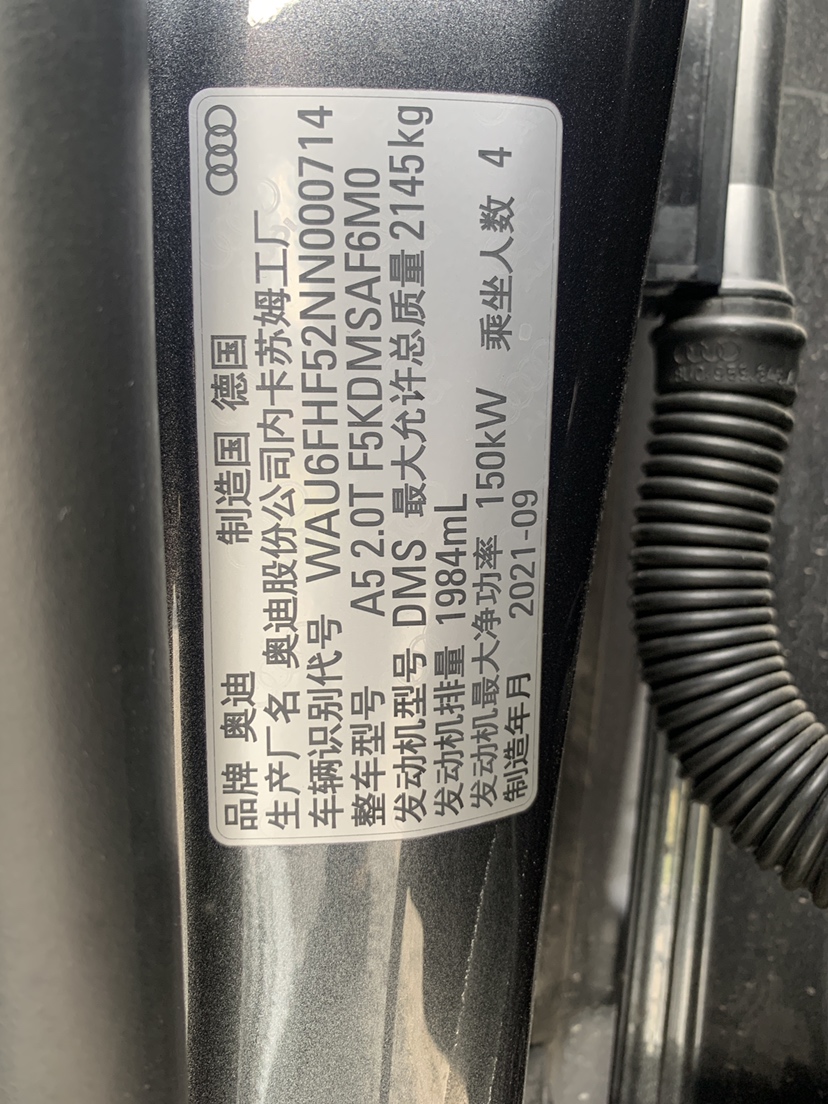 品牌 奥迪 制造国 德国
生产厂名 奥迪股份公司内卡苏姆工厂
车辆识别代号 WAU6FHF52NN000714
整车型号 A5 2.0T F5KDMSAF6M0
发动机型号 DMS 最大允许总质量 2145kg
发动机排量 1984mL
发动机最大净功率 150kW 乘坐人数 4
制造年月 2021-09